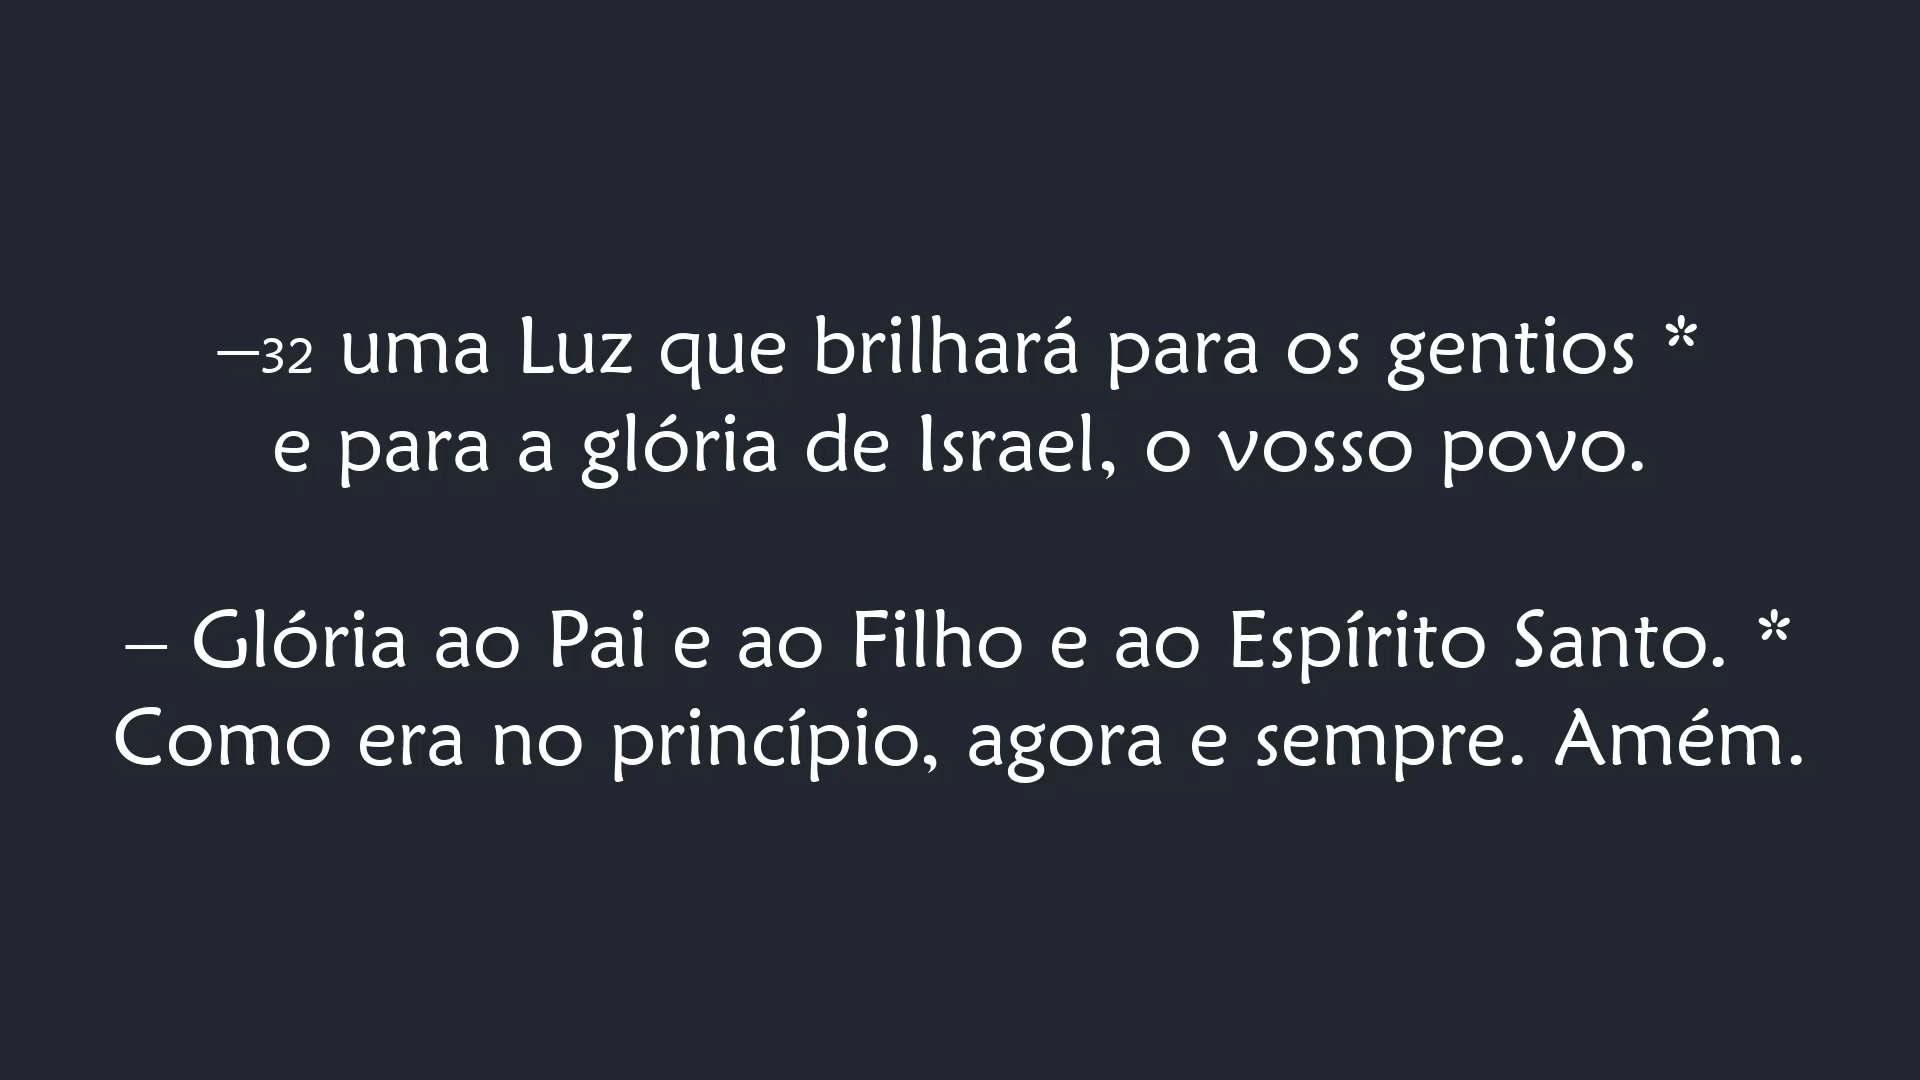 –32 uma Luz que brilhará para os gentios *
e para a glória de Israel, o vosso povo.
– Glória ao Pai e ao Filho e ao Espírito Santo. *
Como era no princípio, agora e sempre. Amém.